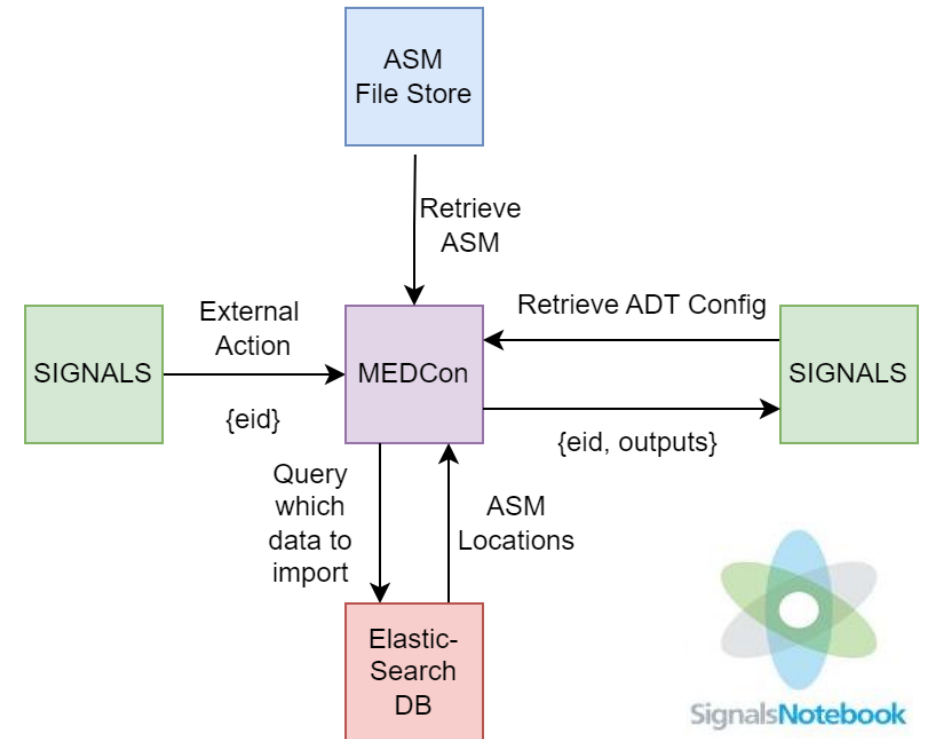 ASM
File Store
Retrieve
ASM
External
Action
Retrieve ADT Config
SIGNALS
MEDCon
SIGNALS
{eid}
{eid, outputs}
Query
which
data to
import
ASM
Locations
Elastic-
Search
DB
SignalsNotebook